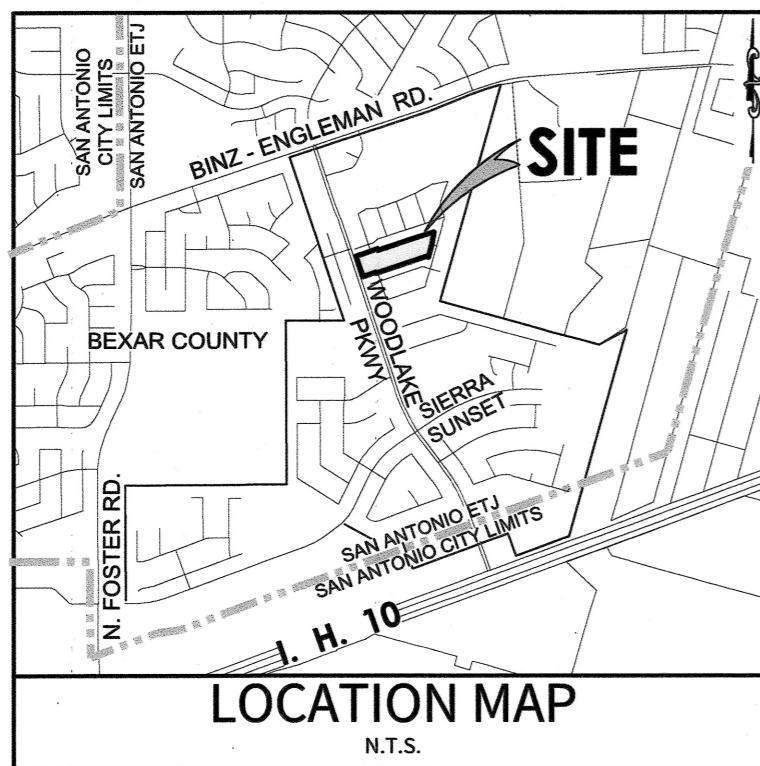 SAN ANTONIO
CITY LIMITS
SAN ANTONIO ETJ
BINZ - ENGLEMAN RD.
SITE
BEXAR COUNTY
WOODLAKE
PKWY
SIERRA
SUNSET
N. FOSTER RD.
SAN ANTONIO ETJ
SAN ANTONIO CITY LIMITS
I. H. 10
LOCATION MAP
N.T.S.